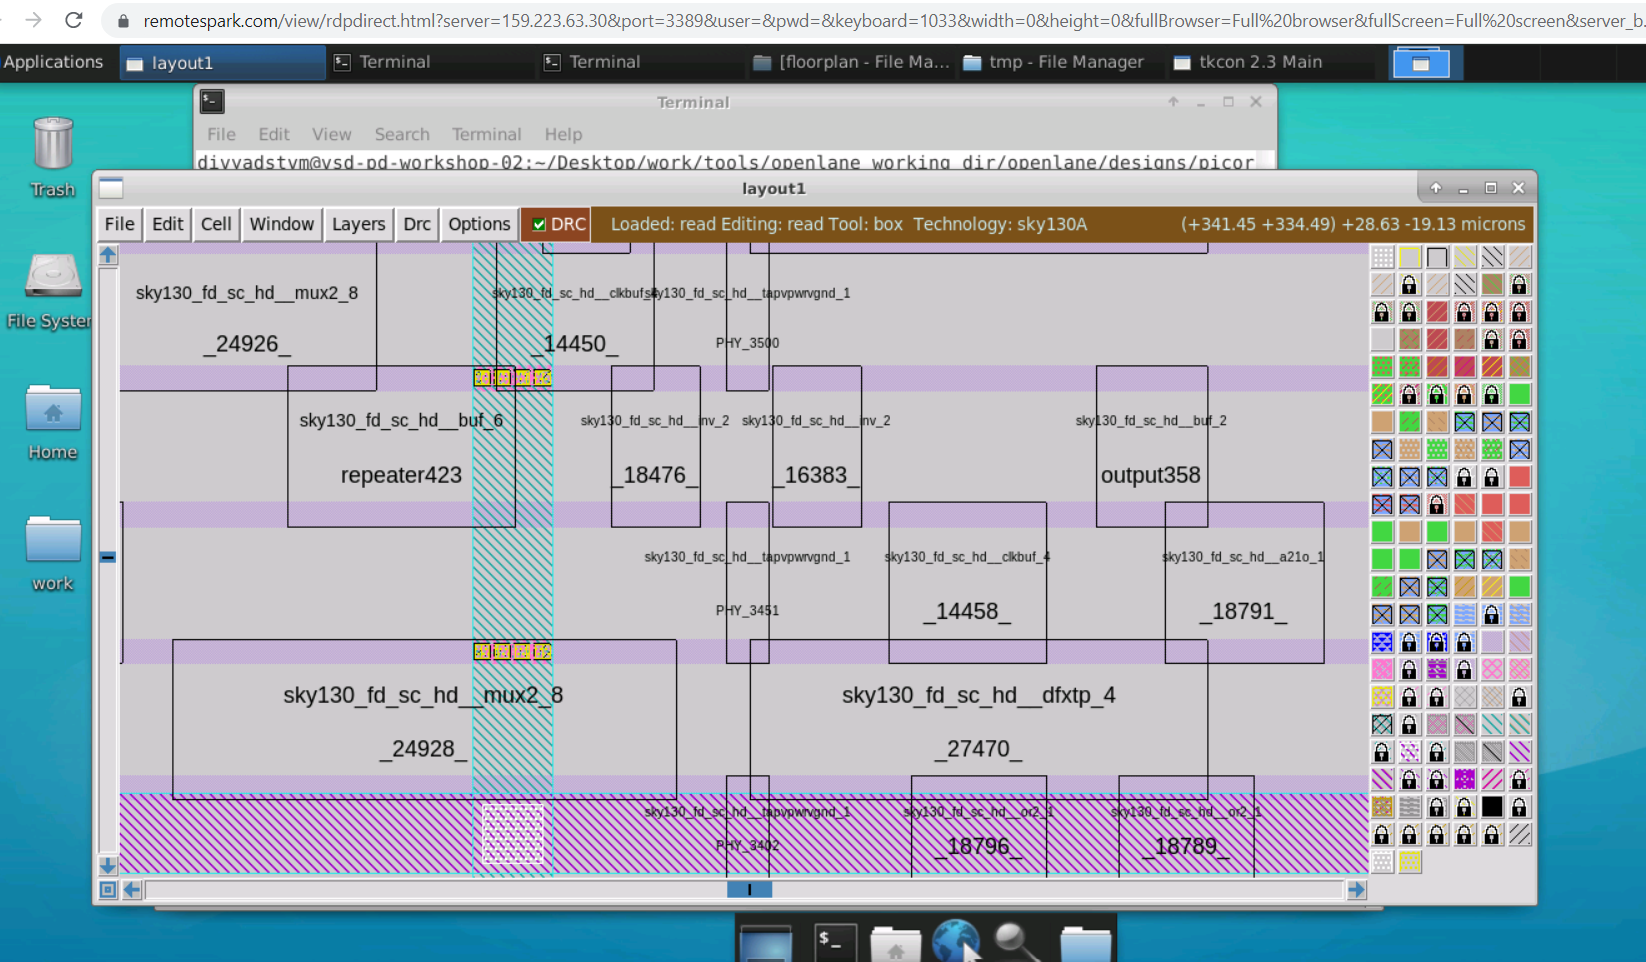 remotespark.com/view/rdpdirect.html?server=159.223.63.30&port=3389&user=&pwd=&keyboard=1033&width=0&height=0&fullBrowser=Full%20browser&fullScreen=Full%20screen&server_b.
Applications
layout1
Terminal
Terminal
[floorplan - File Ma...
tmp - File Manager
tkcon 2.3 Main
Terminal
File Edit View Search Terminal Help
divyadstvm@vsd-pd-workshop-02:~/Desktop/work/tools/openlane_working_dir/openlane/designs/picor
Trash
File Syster
Home
work
layout1
File Edit Cell Window Layers Drc Options DRC Loaded: read Editing: read Tool: box Technology: sky130A (+341.45 +334.49) +28.63 -19.13 microns
sky130_fd_sc_hd__mux2_8
sky130_fd_sc_hd__clkbuf_4
sky130_fd_sc_hd__tapvpwrvgnd_1
_24926_
_14450_
PHY_3500
sky130_fd_sc_hd__buf_6
sky130_fd_sc_hd__inv_2
sky130_fd_sc_hd__inv_2
sky130_fd_sc_hd__buf_2
repeater423
_18476_
_16383_
output358
sky130_fd_sc_hd__tapvpwrvgnd_1
sky130_fd_sc_hd__clkbuf_4
sky130_fd_sc_hd__a21o_1
PHY_3451
_14458_
_18791_
sky130_fd_sc_hd__mux2_8
sky130_fd_sc_hd__dfxtp_4
_24928_
_27470_
sky130_fd_sc_hd__tapvpwrvgnd_1
sky130_fd_sc_hd__or2_1
sky130_fd_sc_hd__or2_1
PHY_3402
_18796_
_18789_